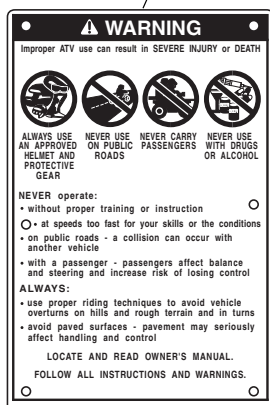 WARNING
Improper ATV use can result in SEVERE INJURY or DEATH
ALWAYS USE
AN APPROVED
HELMET AND
PROTECTIVE
GEAR
NEVER USE
ON PUBLIC
ROADS
NEVER CARRY
PASSENGERS
NEVER USE
WITH DRUGS
OR ALCOHOL
NEVER operate:
• without proper training or instruction
• at speeds too fast for your skills or the conditions
• on public roads - a collision can occur with
another vehicle
• with a passenger - passengers affect balance
and steering and increase risk of losing control
ALWAYS:
• use proper riding techniques to avoid vehicle
overturns on hills and rough terrain and in turns
• avoid paved surfaces - pavement may seriously
affect handling and control
LOCATE AND READ OWNER'S MANUAL.
FOLLOW ALL INSTRUCTIONS AND WARNINGS.